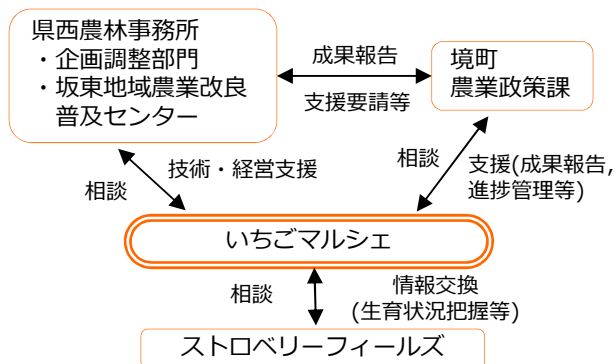 県西農林事務所
・企画調整部門
・坂東地域農業改良
普及センター
成果報告
支援要請等
境町
農業政策課
相談
技術・経営支援
相談
支援(成果報告,
進捗管理等)
いちごマルシェ
相談
情報交換
(生育状況把握等)
ストロベリーフィールズ